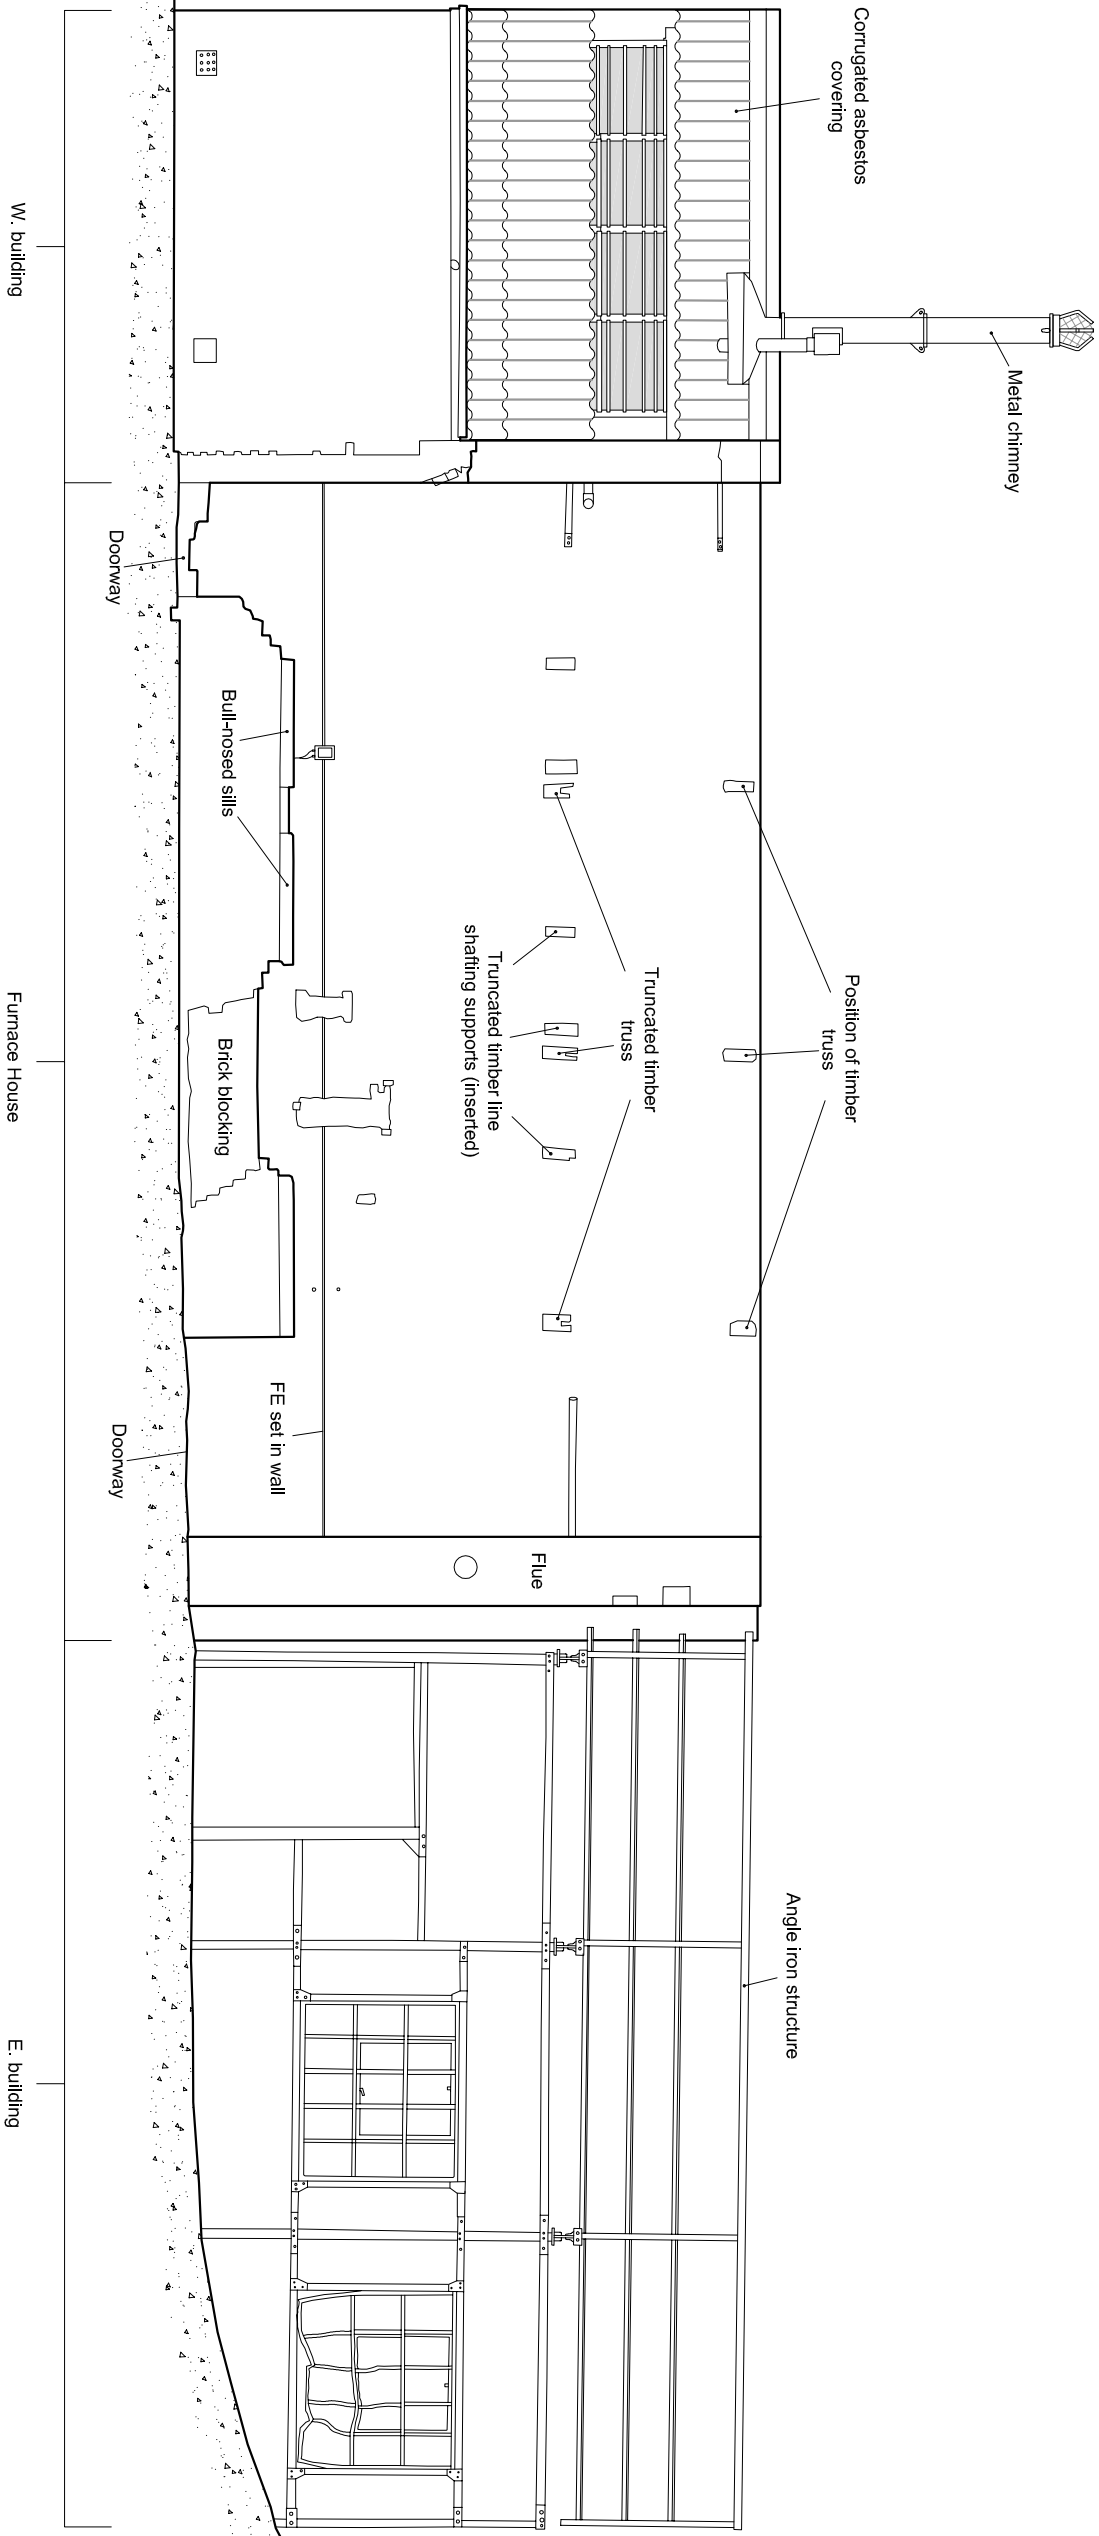 Corrugated asbestos
covering
Metal chimney
Position of timber
truss
Angle iron structure
Truncated timber
truss
Truncated timber line
shafting supports (inserted)
Flue
Bull-nosed sills
Brick blocking
FE set in wall
Doorway
Doorway
W. building
Furnace House
E. building